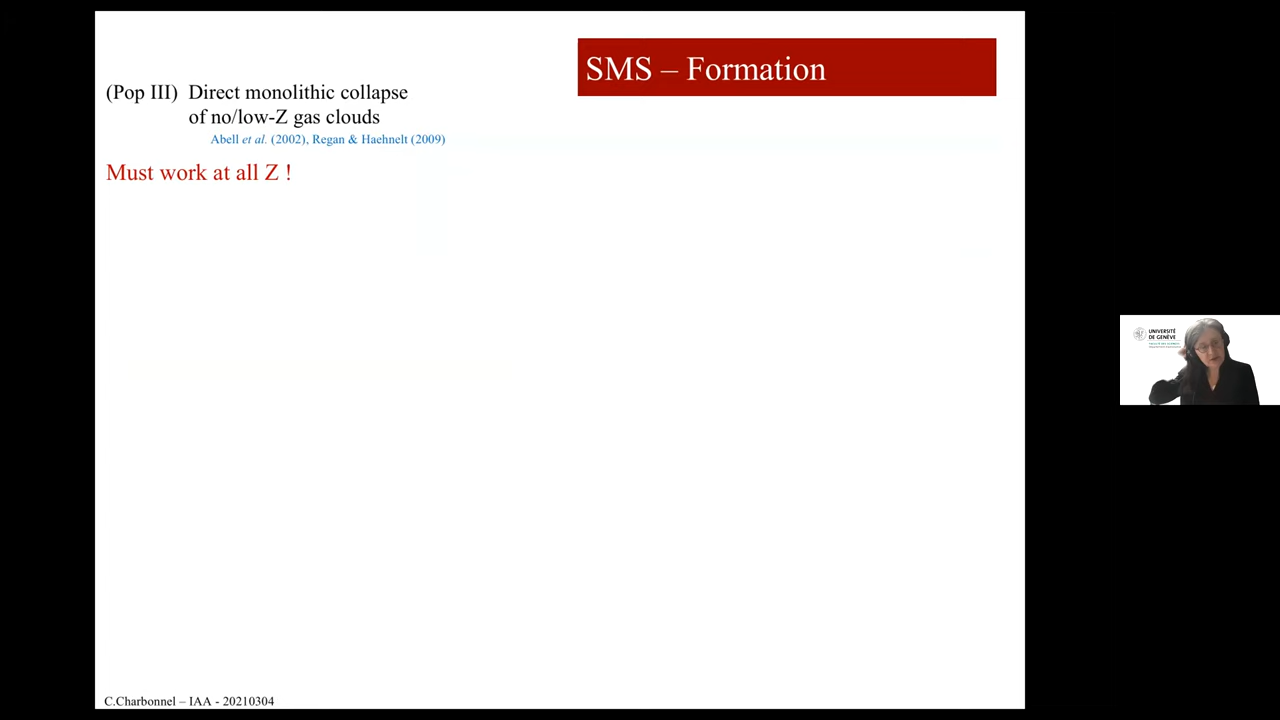 SMS – Formation
(Pop III) Direct monolithic collapse
of no/low-Z gas clouds
Abell et al. (2002), Regan & Haehnelt (2009)
Must work at all Z !
UNIVERSITÉ
DE GENÈVE
C.Charbonnel – IAA - 20210304